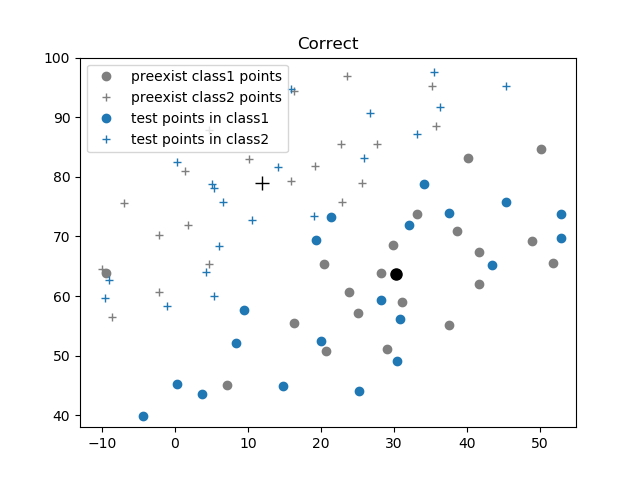 Correct
preexist class1 points
preexist class2 points
test points in class1
test points in class2
100
90
80
70
60
50
40
−10 0 10 20 30 40 50